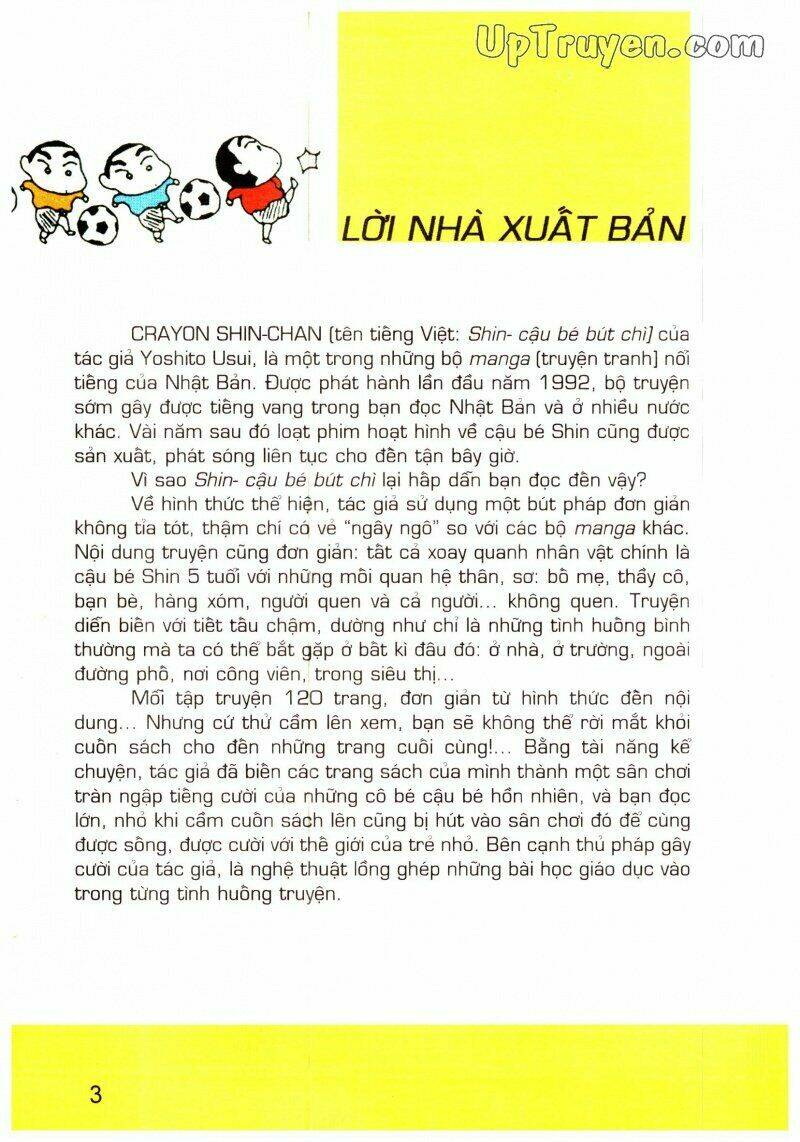 UpTruyen.com
LỜI NHÀ XUẤT BẢN
CRAYON SHIN-CHAN (tên tiếng Việt: Shin- cậu bé bút chì) của
tác giả Yoshito Usui, là một trong những bộ manga (truyện tranh) nổi
tiếng của Nhật Bản. Được phát hành lần đầu năm 1992, bộ truyện
sớm gây được tiếng vang trong bạn đọc Nhật Bản và ở nhiều nước
khác. Vài năm sau đó loạt phim hoạt hình về cậu bé Shin cũng được
sản xuất, phát sóng liên tục cho đến tận bây giờ.
Vì sao Shin- cậu bé bút chì lại hấp dẫn bạn đọc đến vậy?
Về hình thức thể hiện, tác giả sử dụng một bút pháp đơn giản
không tỉa tót, thậm chí có vẻ “ngây ngô” so với các bộ manga khác.
Nội dung truyện cũng đơn giản: tất cả xoay quanh nhân vật chính là
cậu bé Shin 5 tuổi với những mối quan hệ thân, sơ: bố mẹ, thầy cô,
bạn bè, hàng xóm, người quen và cả người... không quen. Truyện
diễn biến với tiết tấu chậm, dường như chỉ là những tình huống bình
thường mà ta có thể bắt gặp ở bất kì đâu đó: ở nhà, ở trường, ngoài
đường phố, nơi công viên, trong siêu thị...
Mỗi tập truyện 120 trang, đơn giản từ hình thức đến nội
dung... Nhưng cứ thử cầm lên xem, bạn sẽ không thể rời mắt khỏi
cuốn sách cho đến những trang cuối cùng!... Bằng tài năng kể
chuyện, tác giả đã biến các trang sách của mình thành một sân chơi
tràn ngập tiếng cười của những cô bé cậu bé hồn nhiên, và bạn đọc
lớn, nhỏ khi cầm cuốn sách lên cũng bị hút vào sân chơi đó để cùng
được sống, được cười với thế giới của trẻ nhỏ. Bên cạnh thủ pháp gây
cười của tác giả, là nghệ thuật lồng ghép những bài học giáo dục vào
trong từng tình huống truyện.
3